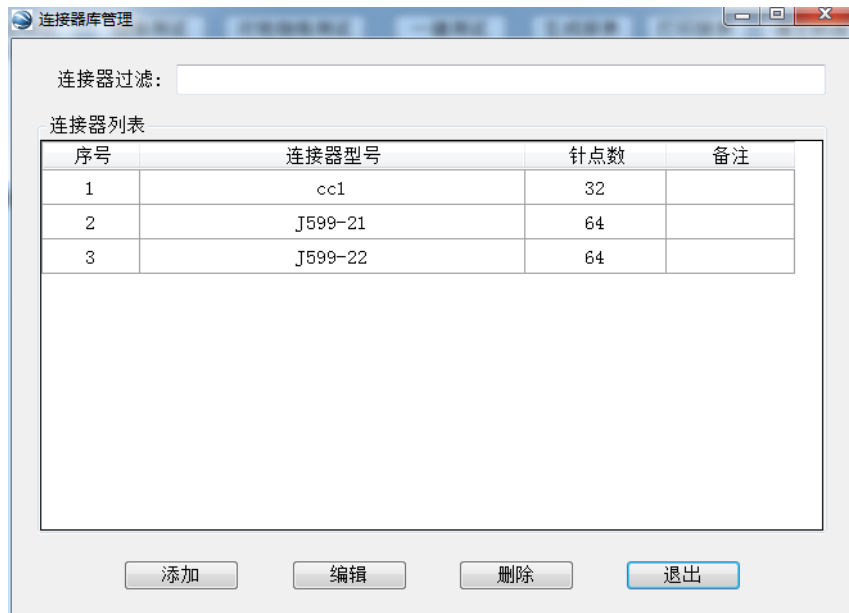 连接器库管理
连接器过滤:
连接器列表
序号 连接器型号 针点数 备注
1 cc1 32
2 J599-21 64
3 J599-22 64
添加 编辑 删除 退出